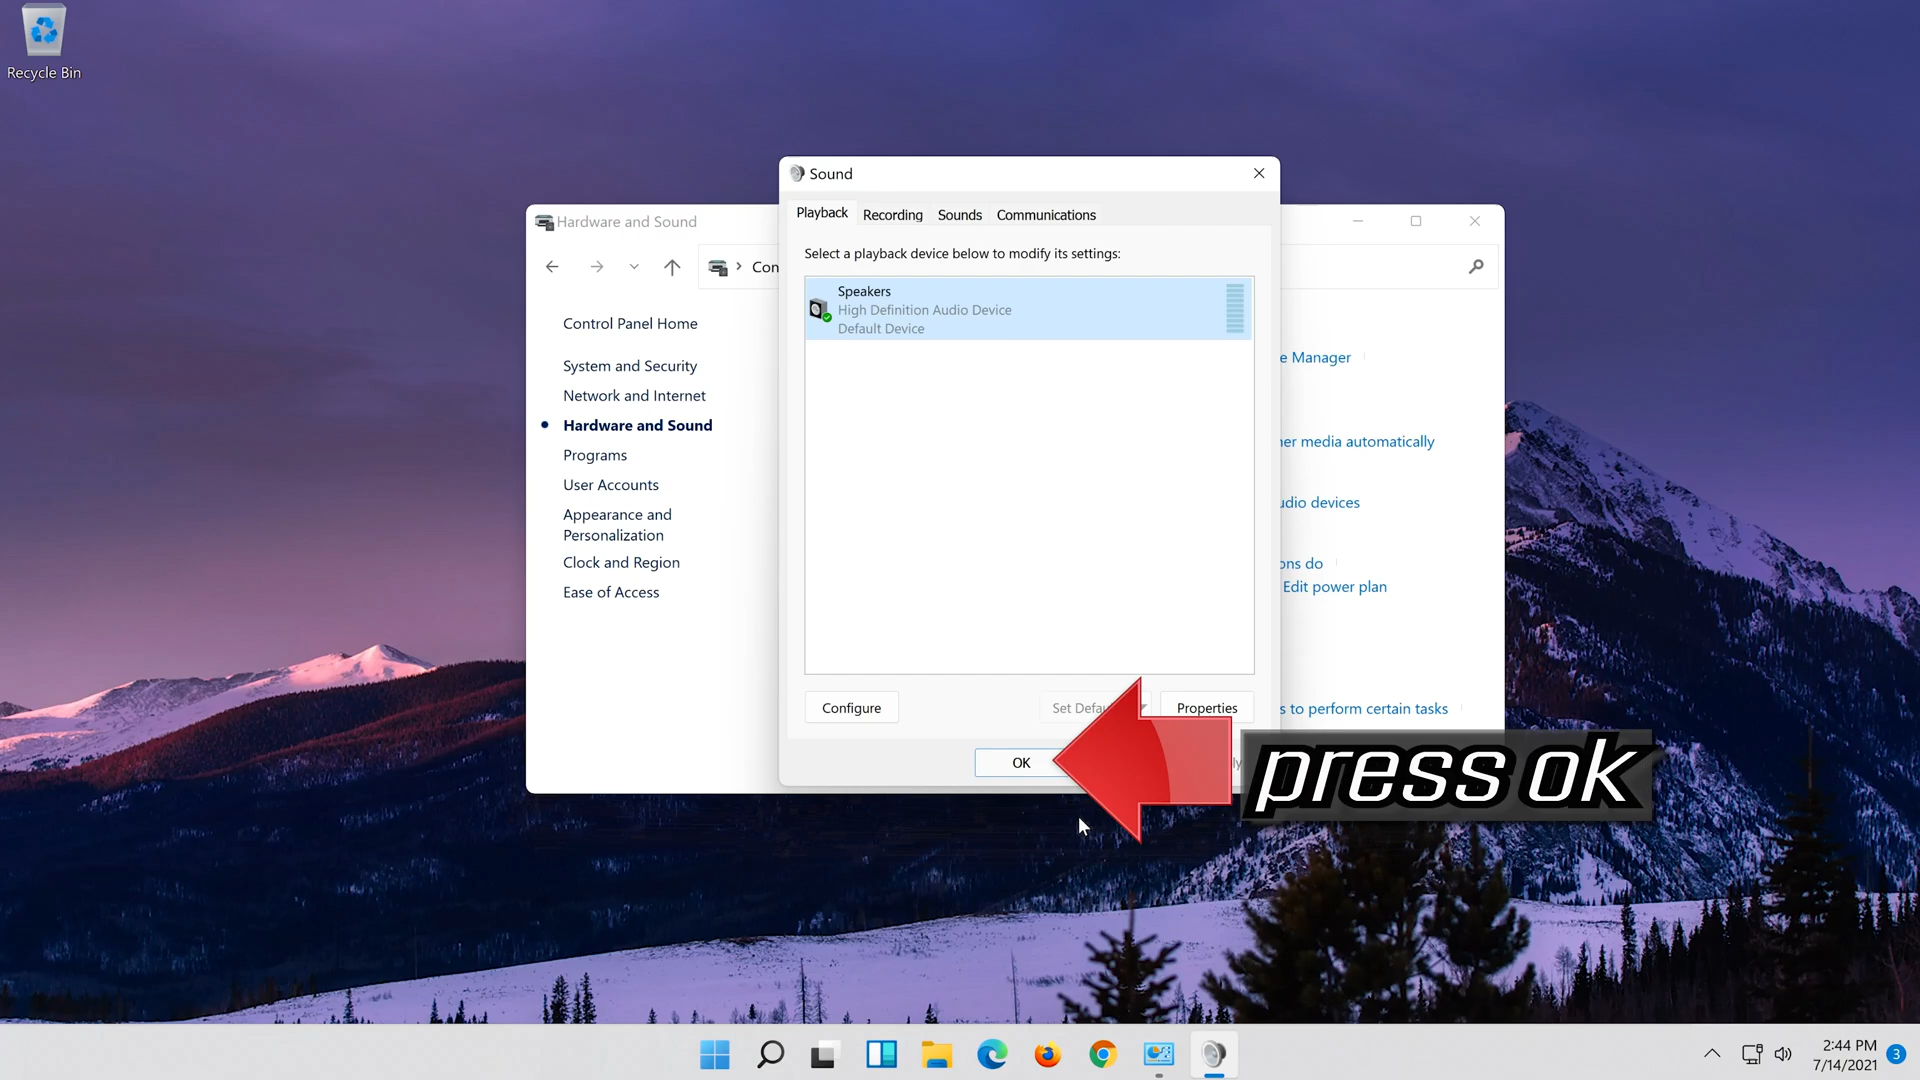 Recycle Bin
Sound
Playback
Recording
Sounds
Communications
Hardware and Sound
Select a playback device below to modify its settings:
Con
Speakers
High Definition Audio Device
Default Device
Control Panel Home
System and Security
Network and Internet
Hardware and Sound
Programs
User Accounts
Appearance and
Personalization
Clock and Region
Ease of Access
e Manager
er media automatically
udio devices
ons do
Edit power plan
s to perform certain tasks
Configure
Set Defau
Properties
OK
ly
press ok
2:44 PM
7/14/2021
3